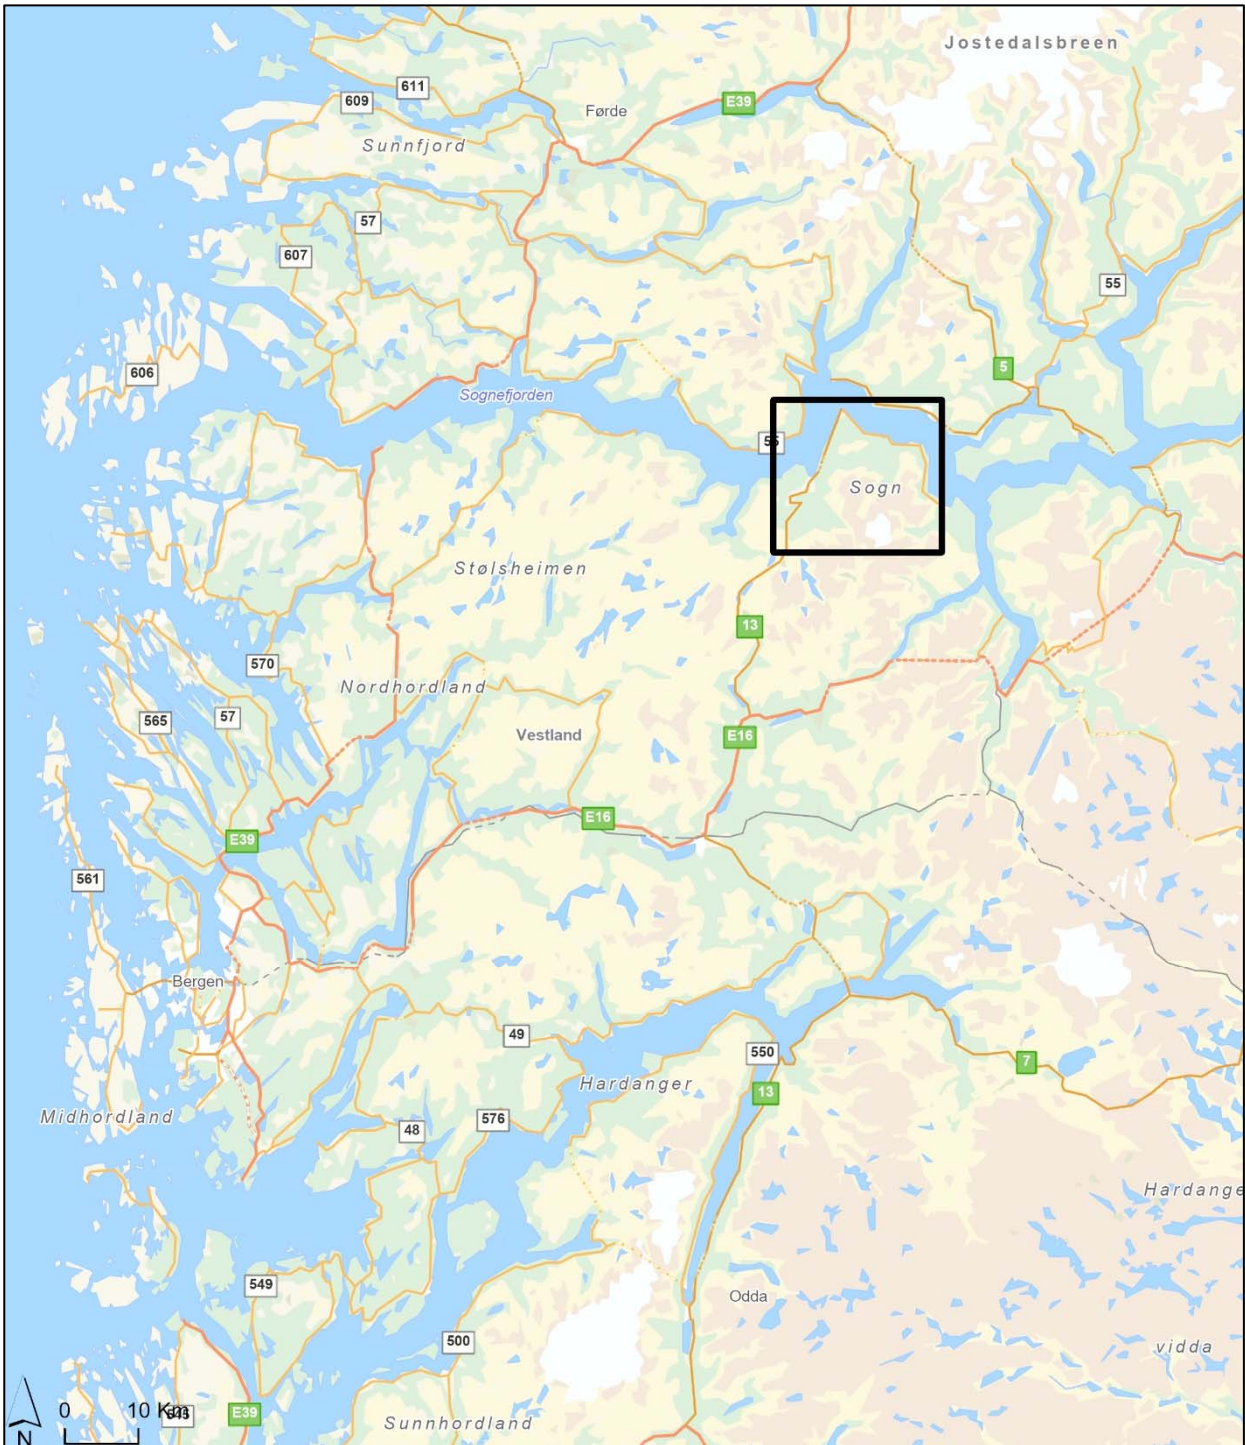 Jostedalsbreen
611
609
E39
Førde
Sunnfjord
57
607
55
5
606
Sognefjorden
55
Sogn
Stølsheimen
13
570
Nordhordland
565
57
Vestland
E16
E16
E39
561
Bergen
49
550
7
Hardanger
13
Midhordland
576
48
Hardange
549
Odda
500
vidda
0 10 Km
545
E39
Sunnhordland
N